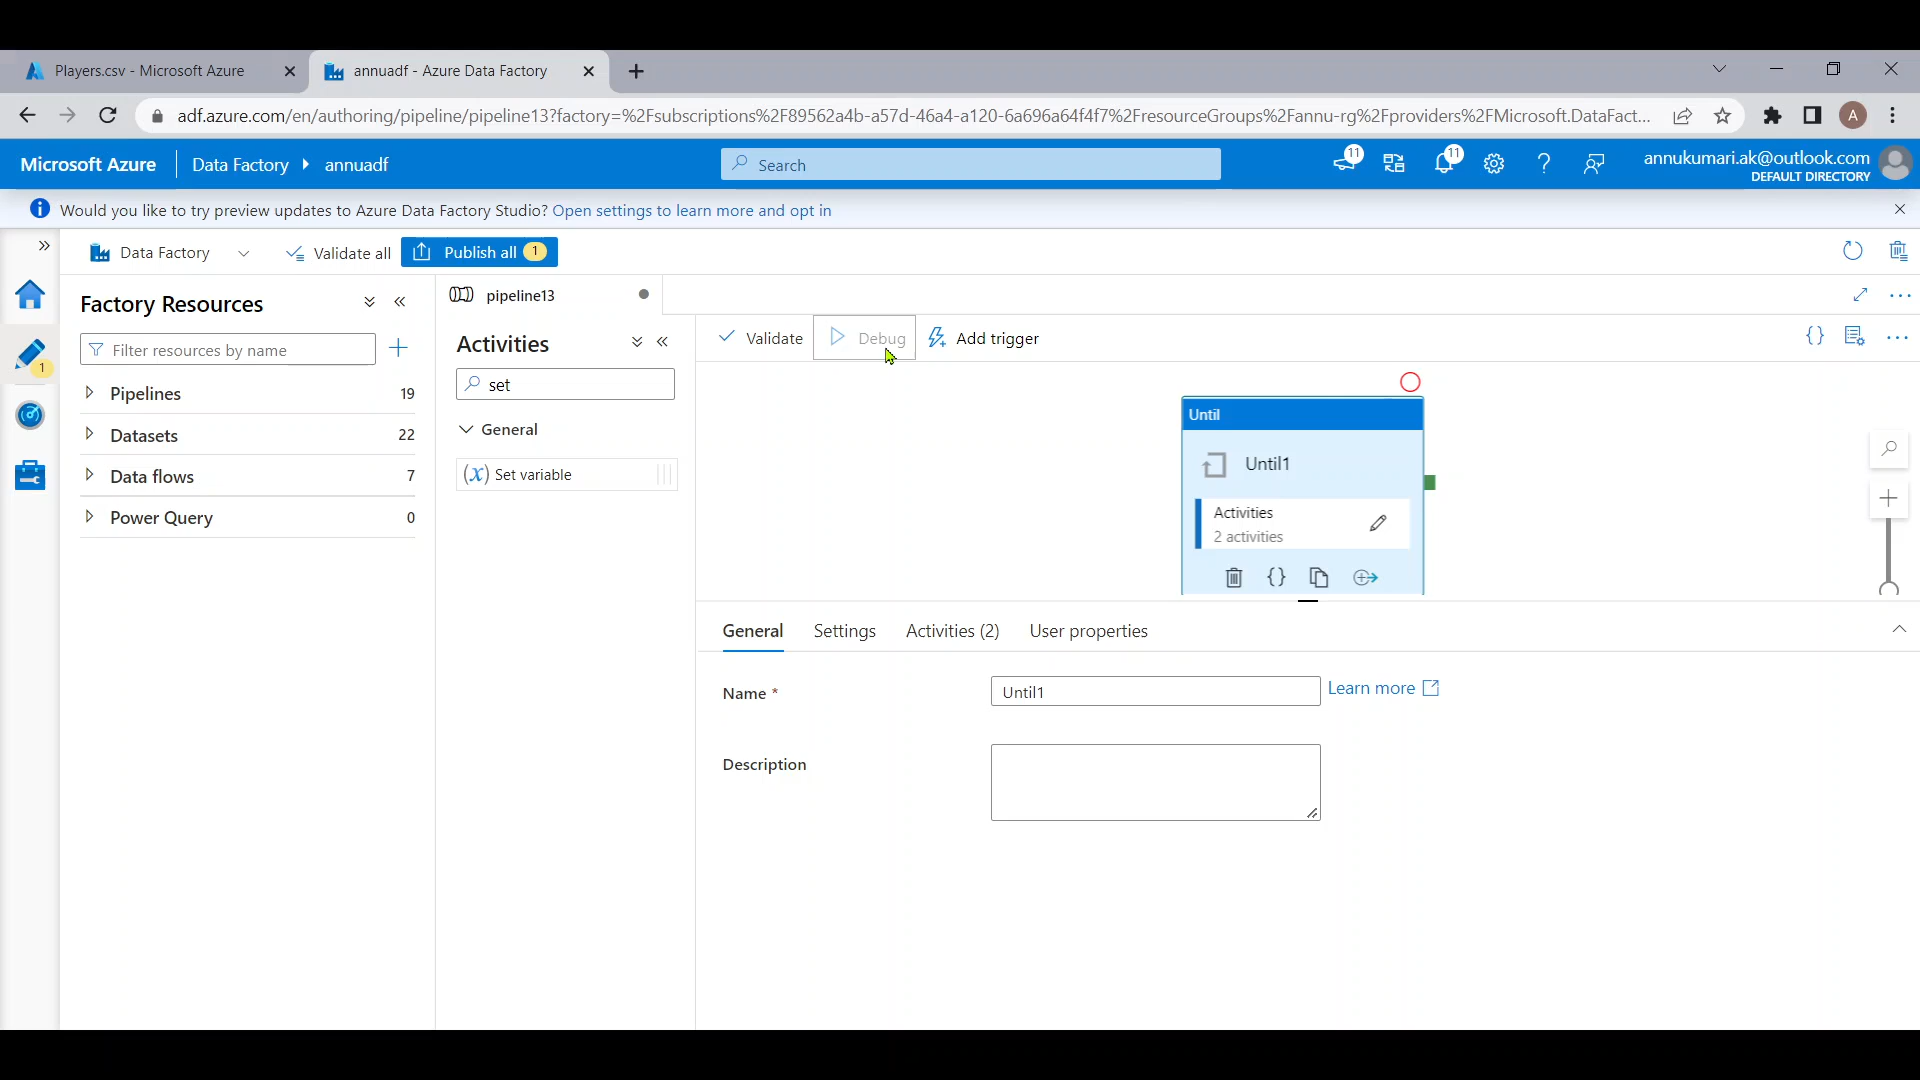 Players.csv - Microsoft Azure
annuadf - Azure Data Factory
adf.azure.com/en/authoring/pipeline/pipeline13?factory=%2Fsubscriptions%2F89562a4b-a57d-46a4-a120-6a696a64f4f7%2FresourceGroups%2Fannu-rg%2Fproviders%2FMicrosoft.DataFact...
A
Microsoft Azure
Data Factory
annuadf
Search
11
11
annukumari.ak@outlook.com
DEFAULT DIRECTORY
Would you like to try preview updates to Azure Data Factory Studio? Open settings to learn more and opt in
Data Factory
Validate all
Publish all 1
Factory Resources
pipeline13
Filter resources by name
1
Pipelines 19
Datasets 22
Data flows 7
Power Query 0
Activities
set
General
(x) Set variable
Validate
Debug
Add trigger
{}
Until
Until1
Activities
2 activities
{}
General
Settings
Activities (2)
User properties
Name *
Until1
Learn more
Description